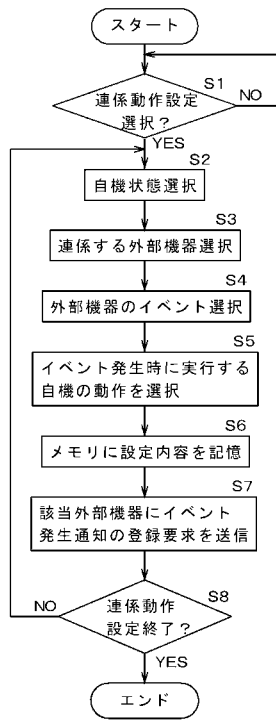 スタート
S1
連係動作設定
選択？
NO
YES
S2
自機状態選択
S3
連係する外部機器選択
S4
外部機器のイベント選択
S5
イベント発生時に実行する
自機の動作を選択
S6
メモリに設定内容を記憶
S7
該当外部機器にイベント
発生通知の登録要求を送信
S8
NO
連係動作
設定終了？
YES
エンド